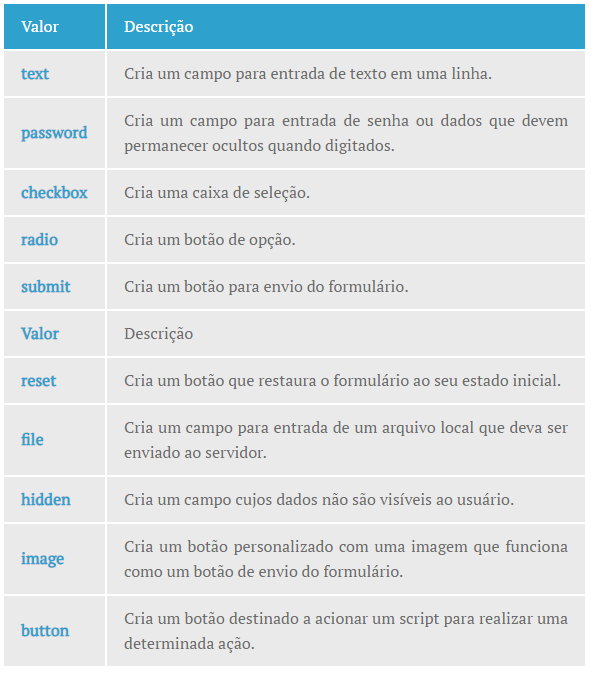 Valor Descrição
text Cria um campo para entrada de texto em uma linha.
password Cria um campo para entrada de senha ou dados que devem
permanecer ocultos quando digitados.
checkbox Cria uma caixa de seleção.
radio Cria um botão de opção.
submit Cria um botão para envio do formulário.
Valor Descrição
reset Cria um botão que restaura o formulário ao seu estado inicial.
file Cria um campo para entrada de um arquivo local que deva ser
enviado ao servidor.
hidden Cria um campo cujos dados não são visíveis ao usuário.
image Cria um botão personalizado com uma imagem que funciona
como um botão de envio do formulário.
button Cria um botão destinado a acionar um script para realizar uma
determinada ação.